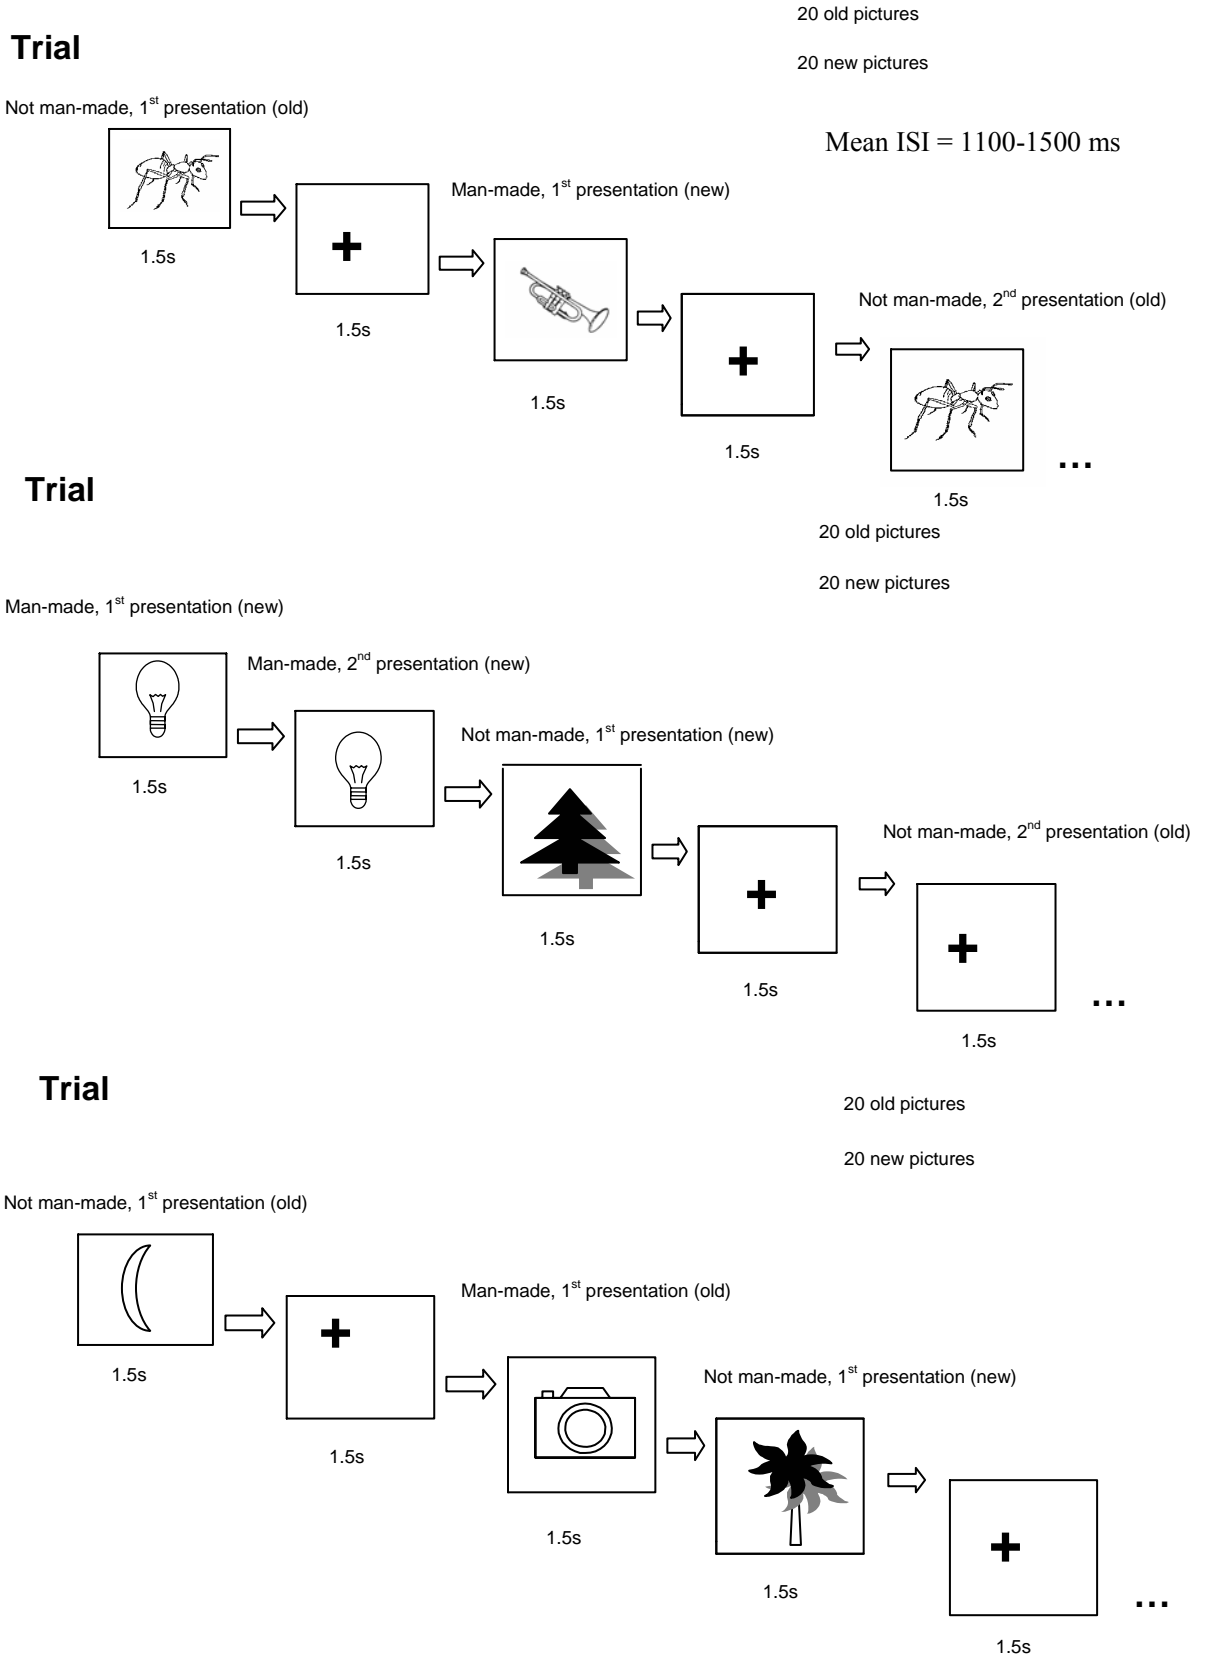 20 old pictures
Trial
20 new pictures
Not man-made, 1st presentation (old)
Mean ISI = 1100-1500 ms
Man-made, 1st presentation (new)
1.5s
Not man-made, 2nd presentation (old)
1.5s
1.5s
1.5s
...
1.5s
Trial
20 old pictures
20 new pictures
Man-made, 1st presentation (new)
Man-made, 2nd presentation (new)
Not man-made, 1st presentation (new)
1.5s
Not man-made, 2nd presentation (old)
1.5s
1.5s
1.5s
...
1.5s
Trial
20 old pictures
20 new pictures
Not man-made, 1st presentation (old)
Man-made, 1st presentation (old)
1.5s
Not man-made, 1st presentation (new)
1.5s
1.5s
1.5s
...
1.5s